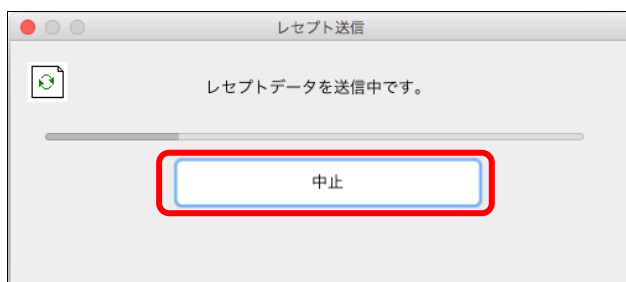 レセプト送信
レセプトデータを送信中です。
中止